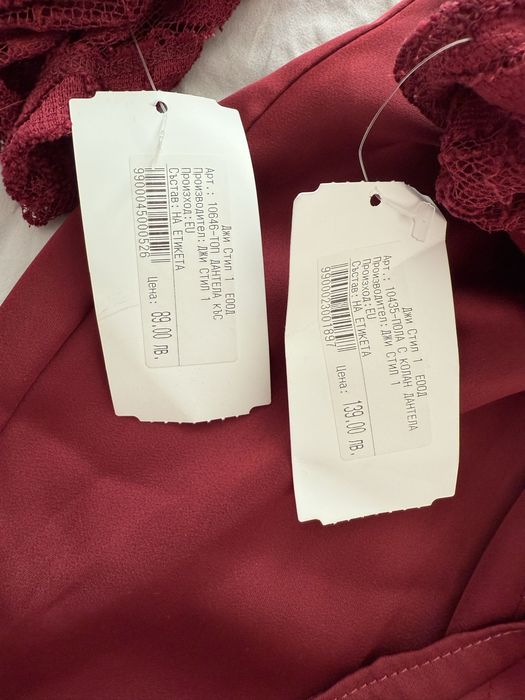 Джи Стил 1 ЕООД
Арт.: 10646-ТОП ДАНТЕЛА КЪС
Производител: ДЖИ СТИЛ 1
Произход:EU
Състав: НА ЕТИКЕТА
9900045000526
Цена: 89.00 ЛВ.
Джи Стил 1 ЕООД
Арт.: 10435-ПОЛА С КОЛАН ДАНТЕЛА
Производител: ДЖИ СТИЛ 1
Произход:EU
Състав: НА ЕТИКЕТА
9900023001897
Цена: 139.00 ЛВ.